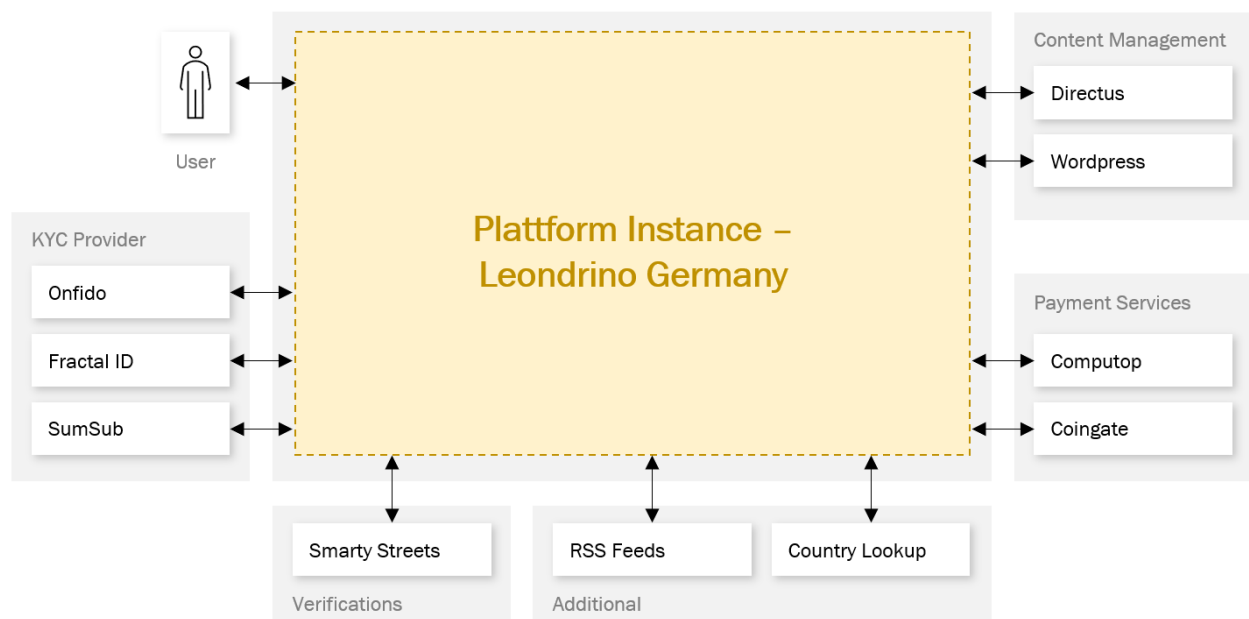 User
KYC Provider
Onfido
Fractal ID
SumSub
Plattform Instance –
Leondrino Germany
Content Management
Directus
Wordpress
Payment Services
Computop
Coingate
Smarty Streets
Verifications
RSS Feeds
Country Lookup
Additional